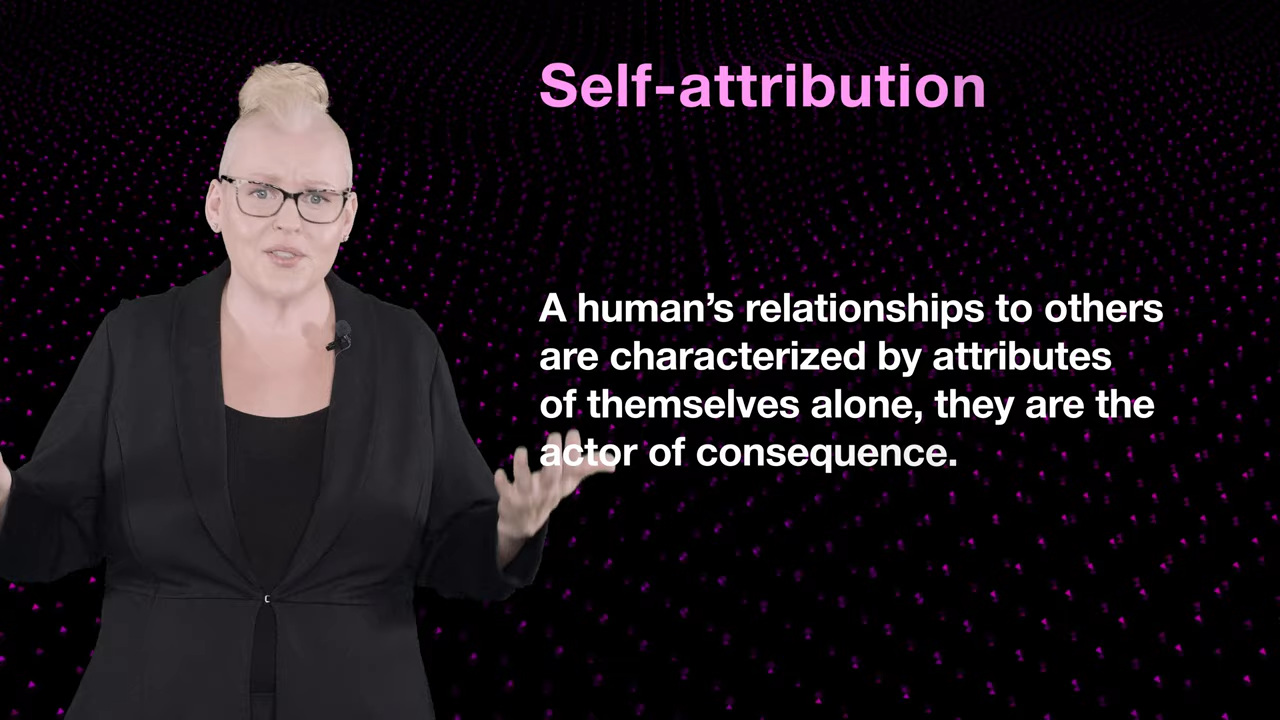 Self-attribution
A human’s relationships to others
are characterized by attributes
of themselves alone, they are the
actor of consequence.